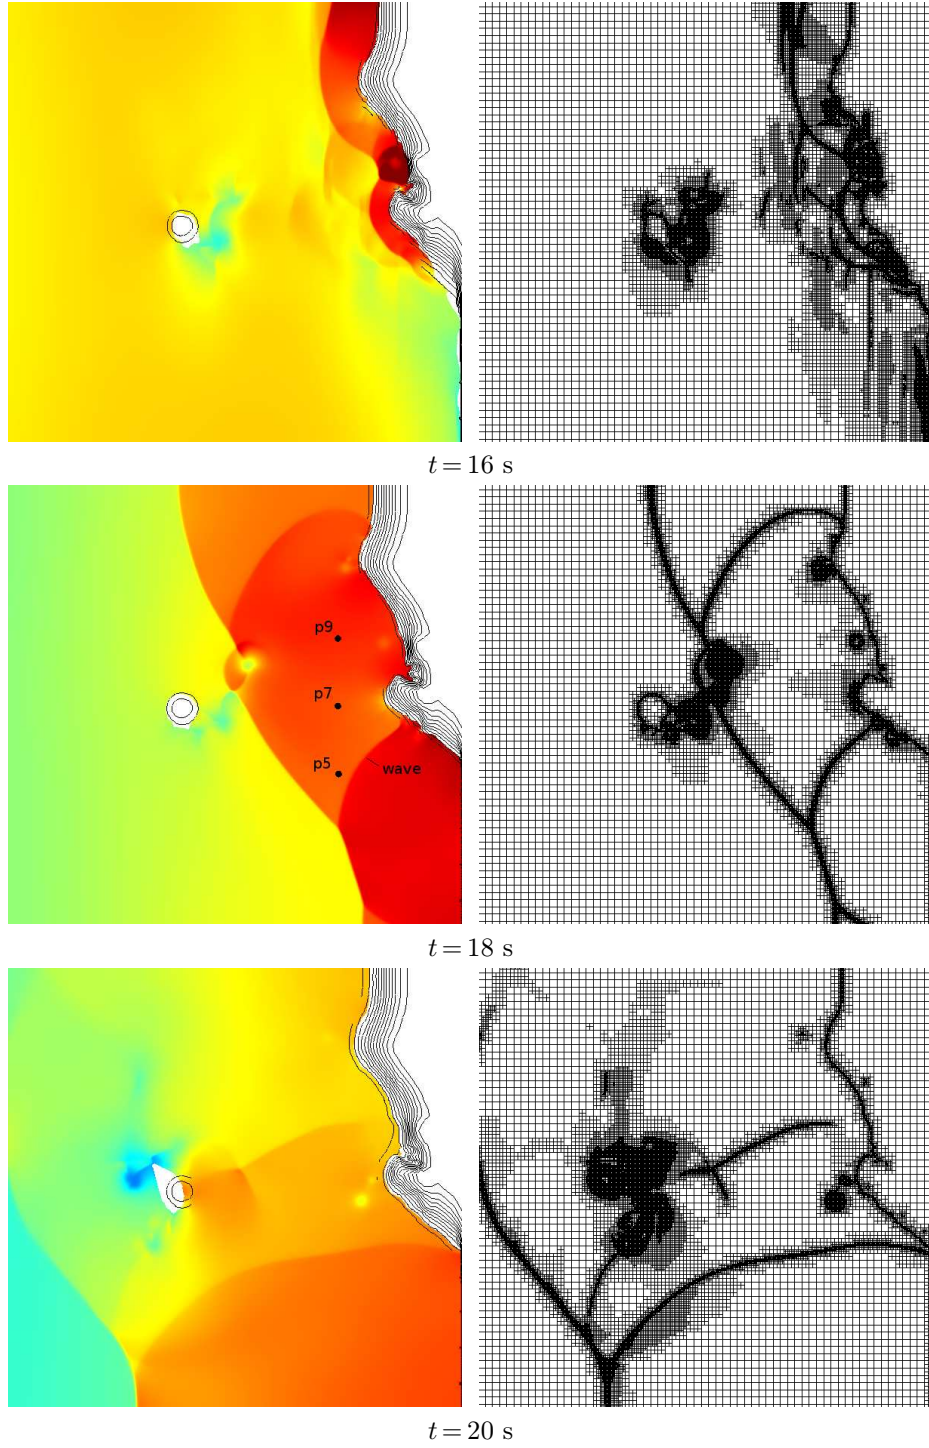 t = 16 s
p9
p7
p5
wave
t = 18 s
t = 20 s